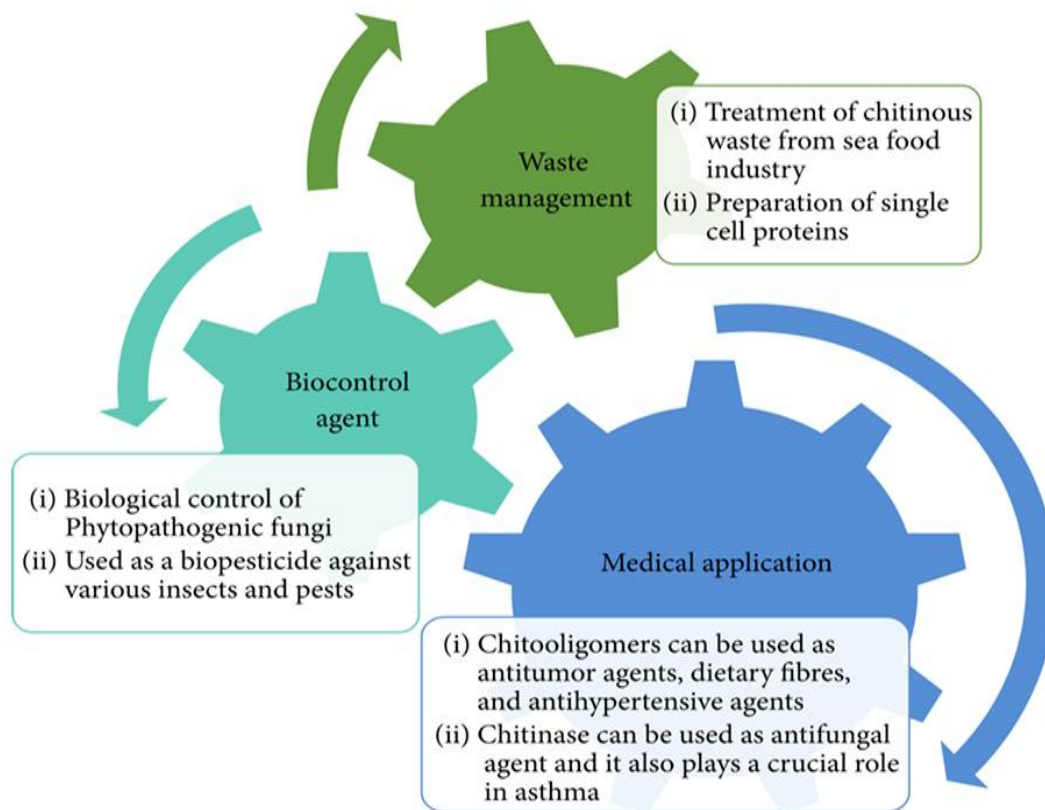 Waste
management
(i) Treatment of chitinous
waste from sea food
industry
(ii) Preparation of single
cell proteins
Biocontrol
agent
(i) Biological control of
Phytopathogenic fungi
(ii) Used as a biopesticide against
various insects and pests
Medical application
(i) Chitooligomers can be used as
antitumor agents, dietary fibres,
and antihypertensive agents
(ii) Chitinase can be used as antifungal
agent and it also plays a crucial role
in asthma